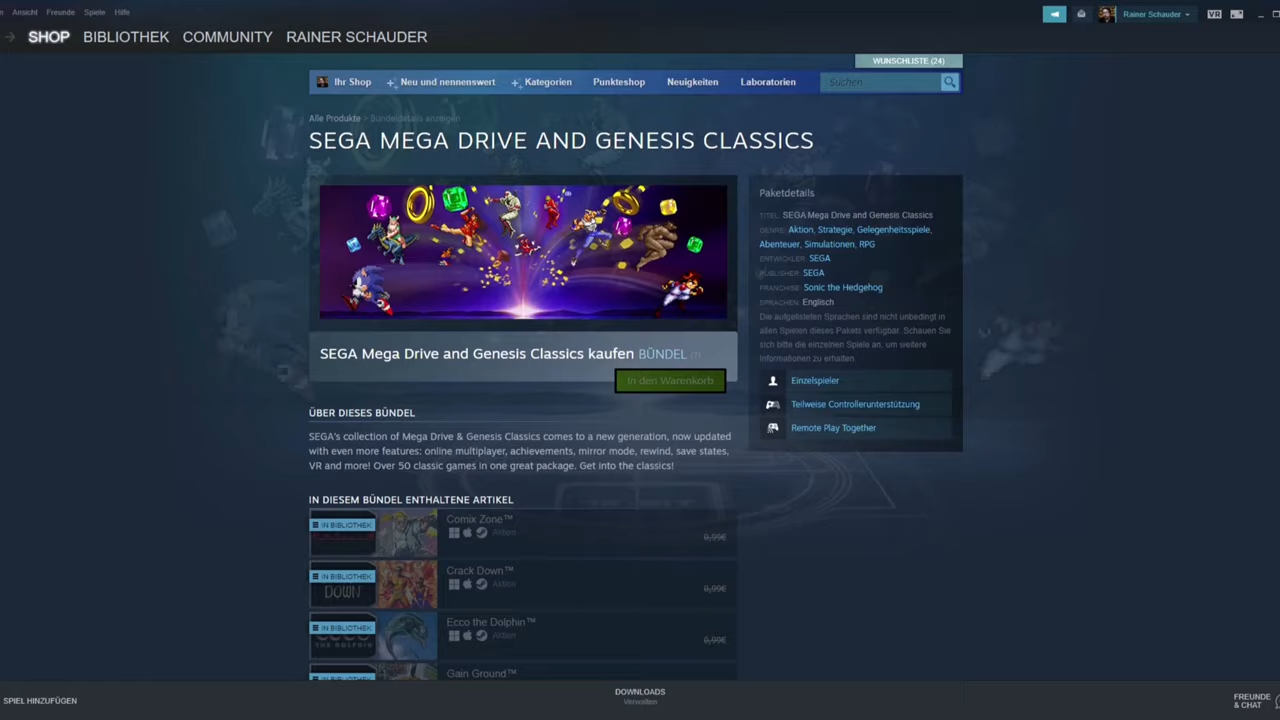 Ansicht Freunde Spiele Hilfe
Rainer Schauder
VR
SHOP BIBLIOTHEK COMMUNITY RAINER SCHAUDER
WUNSCHLISTE (24)
Ihr Shop Neu und nennenswert Kategorien Punkteshop Neuigkeiten Laboratorien Suchen
Alle Produkte > Bündeldetails anzeigen
SEGA MEGA DRIVE AND GENESIS CLASSICS
Paketdetails
TITEL: SEGA Mega Drive and Genesis Classics
GENRE: Aktion, Strategie, Gelegenheitsspiele,
Abenteuer, Simulationen, RPG
ENTWICKLER: SEGA
PUBLISHER: SEGA
FRANCHISE: Sonic the Hedgehog
SPRACHEN: Englisch
Die aufgelisteten Sprachen sind nicht unbedingt in
allen Spielen dieses Pakets verfügbar. Schauen Sie
sich bitte die einzelnen Spiele an, um weitere
Informationen zu erhalten.
Einzelspieler
Teilweise Controllerunterstützung
Remote Play Together
SEGA Mega Drive and Genesis Classics kaufen BÜNDEL (?)
In den Warenkorb
ÜBER DIESES BÜNDEL
SEGA's collection of Mega Drive & Genesis Classics comes to a new generation, now updated
with even more features: online multiplayer, achievements, mirror mode, rewind, save states,
VR and more! Over 50 classic games in one great package. Get into the classics!
IN DIESEM BÜNDEL ENTHALTENE ARTIKEL
IN BIBLIOTHEK
Comix Zone™
Aktion
0,99€
IN BIBLIOTHEK
DOWN
Crack Down™
Aktion
0,99€
IN BIBLIOTHEK
THE DOLPHIN
Ecco the Dolphin™
Aktion
0,99€
IN BIBLIOTHEK
Gain Ground™
SPIEL HINZUFÜGEN
DOWNLOADS
Verwalten
FREUNDE
& CHAT